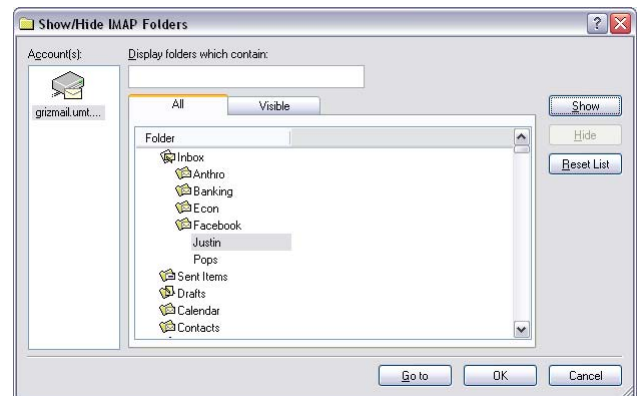 Show/Hide IMAP Folders
Account(s):
grizmail.umt....
Display folders which contain:
All
Visible
Folder
Inbox
Anthro
Banking
Econ
Facebook
Justin
Pops
Sent Items
Drafts
Calendar
Contacts
Show
Hide
Reset List
Go to
OK
Cancel